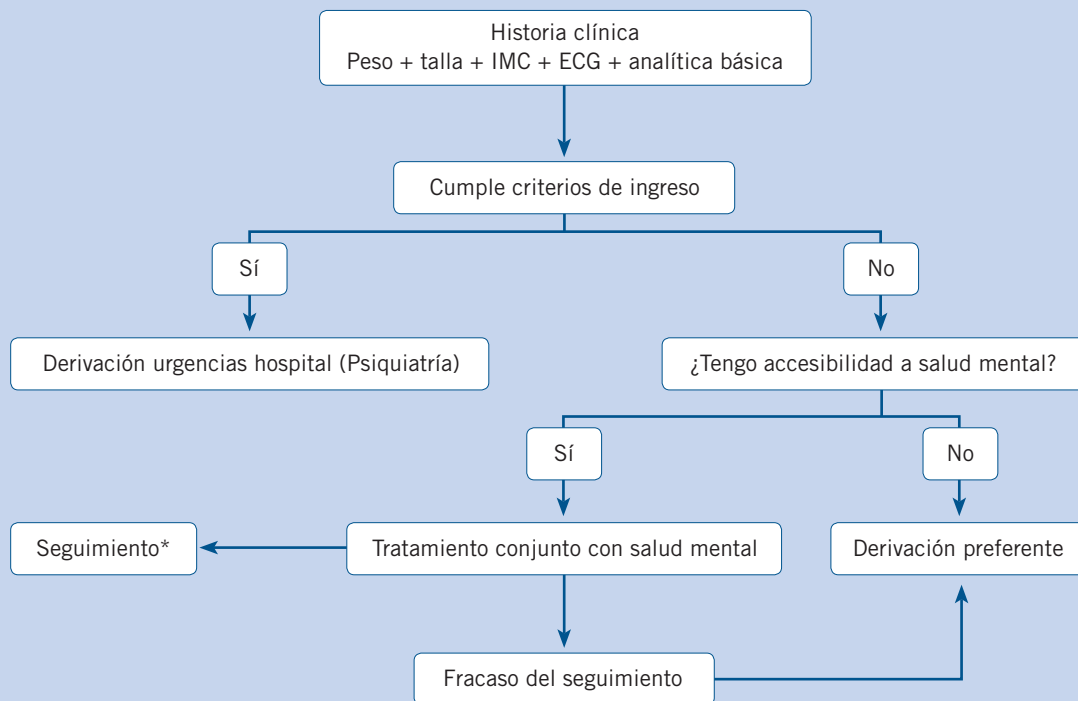 Historia clínica
Peso + talla + IMC + ECG + analítica básica
Cumple criterios de ingreso
Sí
No
Derivación urgencias hospital (Psiquiatría)
¿Tengo accesibilidad a salud mental?
Sí
No
Seguimiento*
Tratamiento conjunto con salud mental
Derivación preferente
Fracaso del seguimiento